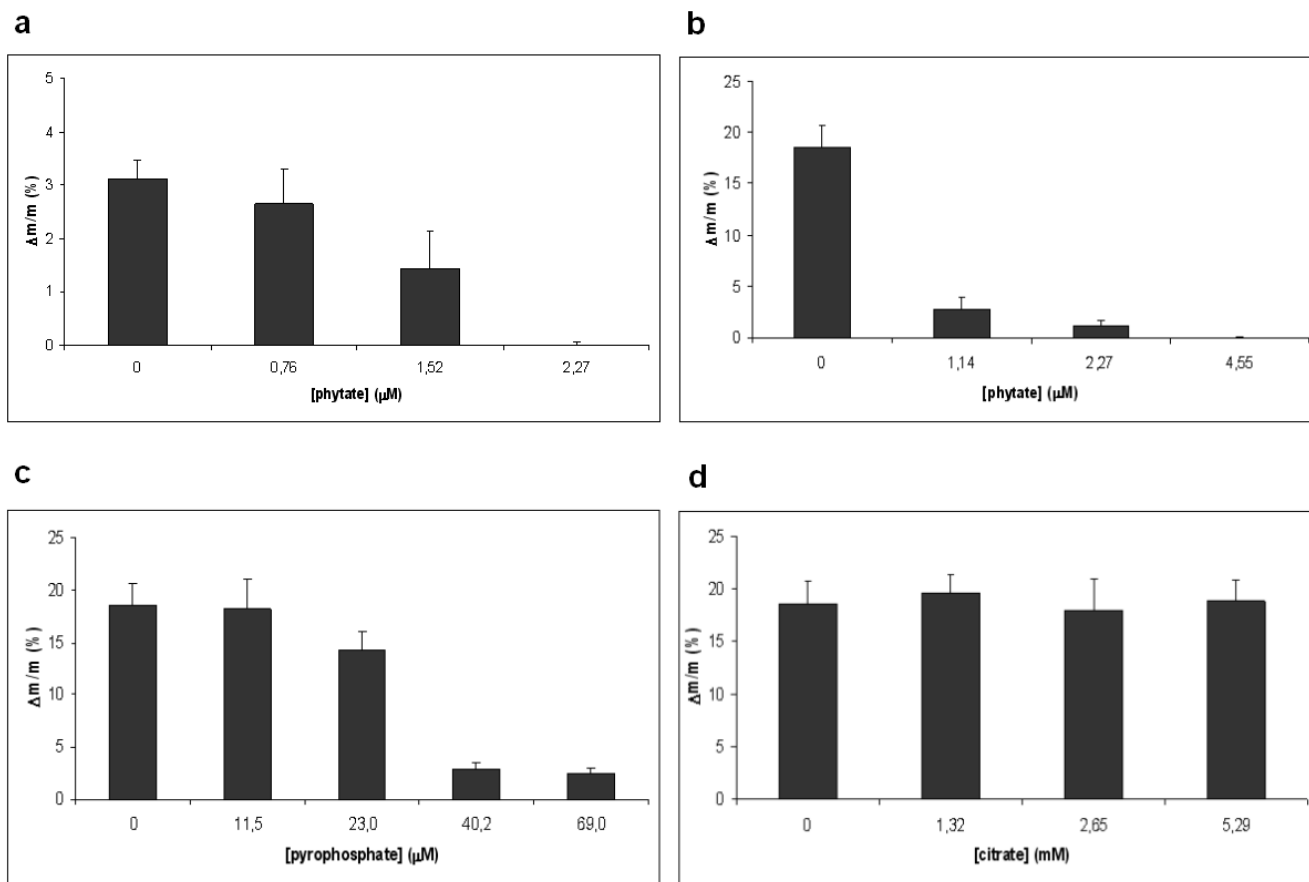 a
Δm/m (%)
5
4
3
2
1
0
0 0,76 1,52 2,27
[phytate] (μM)
b
Δm/m (%)
25
20
15
10
5
0
0 1,14 2,27 4,55
[phytate] (μM)
c
Δm/m (%)
25
20
15
10
5
0
0 11,5 23,0 40,2 69,0
[pyrophosphate] (μM)
d
Δm/m (%)
25
20
15
10
5
0
0 1,32 2,65 5,29
[citrate] (mM)